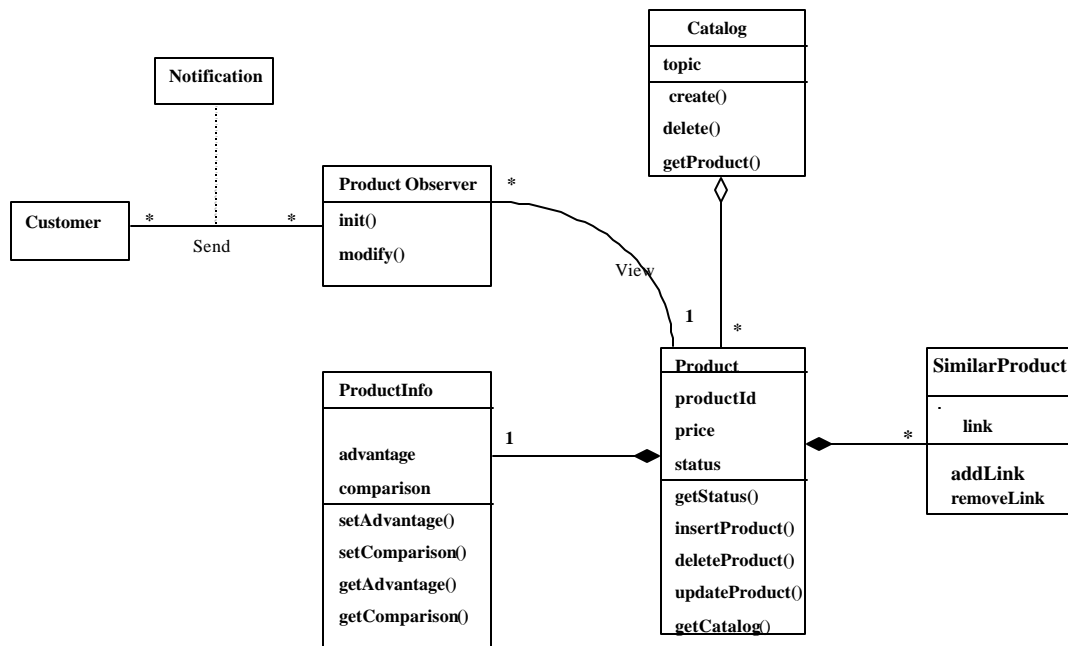 Catalog
topic
create()
delete()
getProduct()
Notification
Product Observer
init()
modify()
*
Customer
*
*
Send
View
1
*
Product
productId
price
status
getStatus()
insertProduct()
deleteProduct()
updateProduct()
getCatalog()
SimilarProduct
link
addLink
removeLink
*
ProductInfo
advantage
comparison
setAdvantage()
setComparison()
getAdvantage()
getComparison()
1